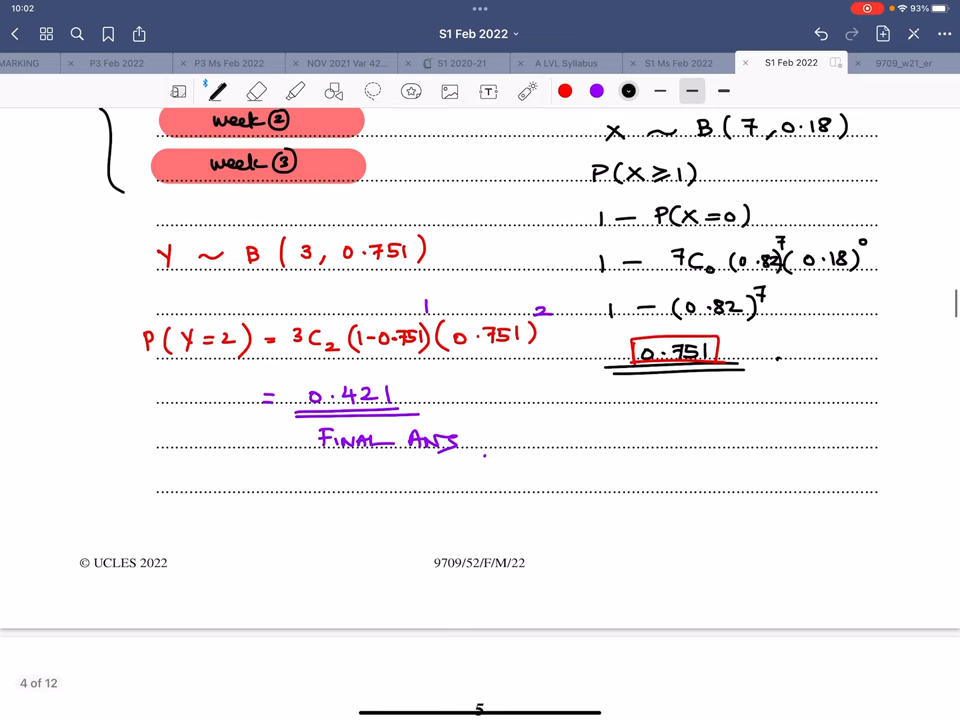 10:02
93%
S1 Feb 2022
MARKING
P3 Feb 2022
P3 Ms Feb 2022
NOV 2021 Var 42...
S1 2020-21
A LVL Syllabus
S1 Ms Feb 2022
S1 Feb 2022
9709_w21_er
week ②
week ③
X ~ B(7, 0.18)
P(X ≥ 1)
1 - P(X = 0)
1 - ⁷C₀ (0.82)⁷ (0.18)⁰
1 - (0.82)⁷
0.751
Y ~ B(3, 0.751)
P(Y = 2) = 3C₂ (1-0.751)¹ (0.751)²
= 0.421
FINAL ANS
© UCLES 2022
9709/52/F/M/22
4 of 12
5